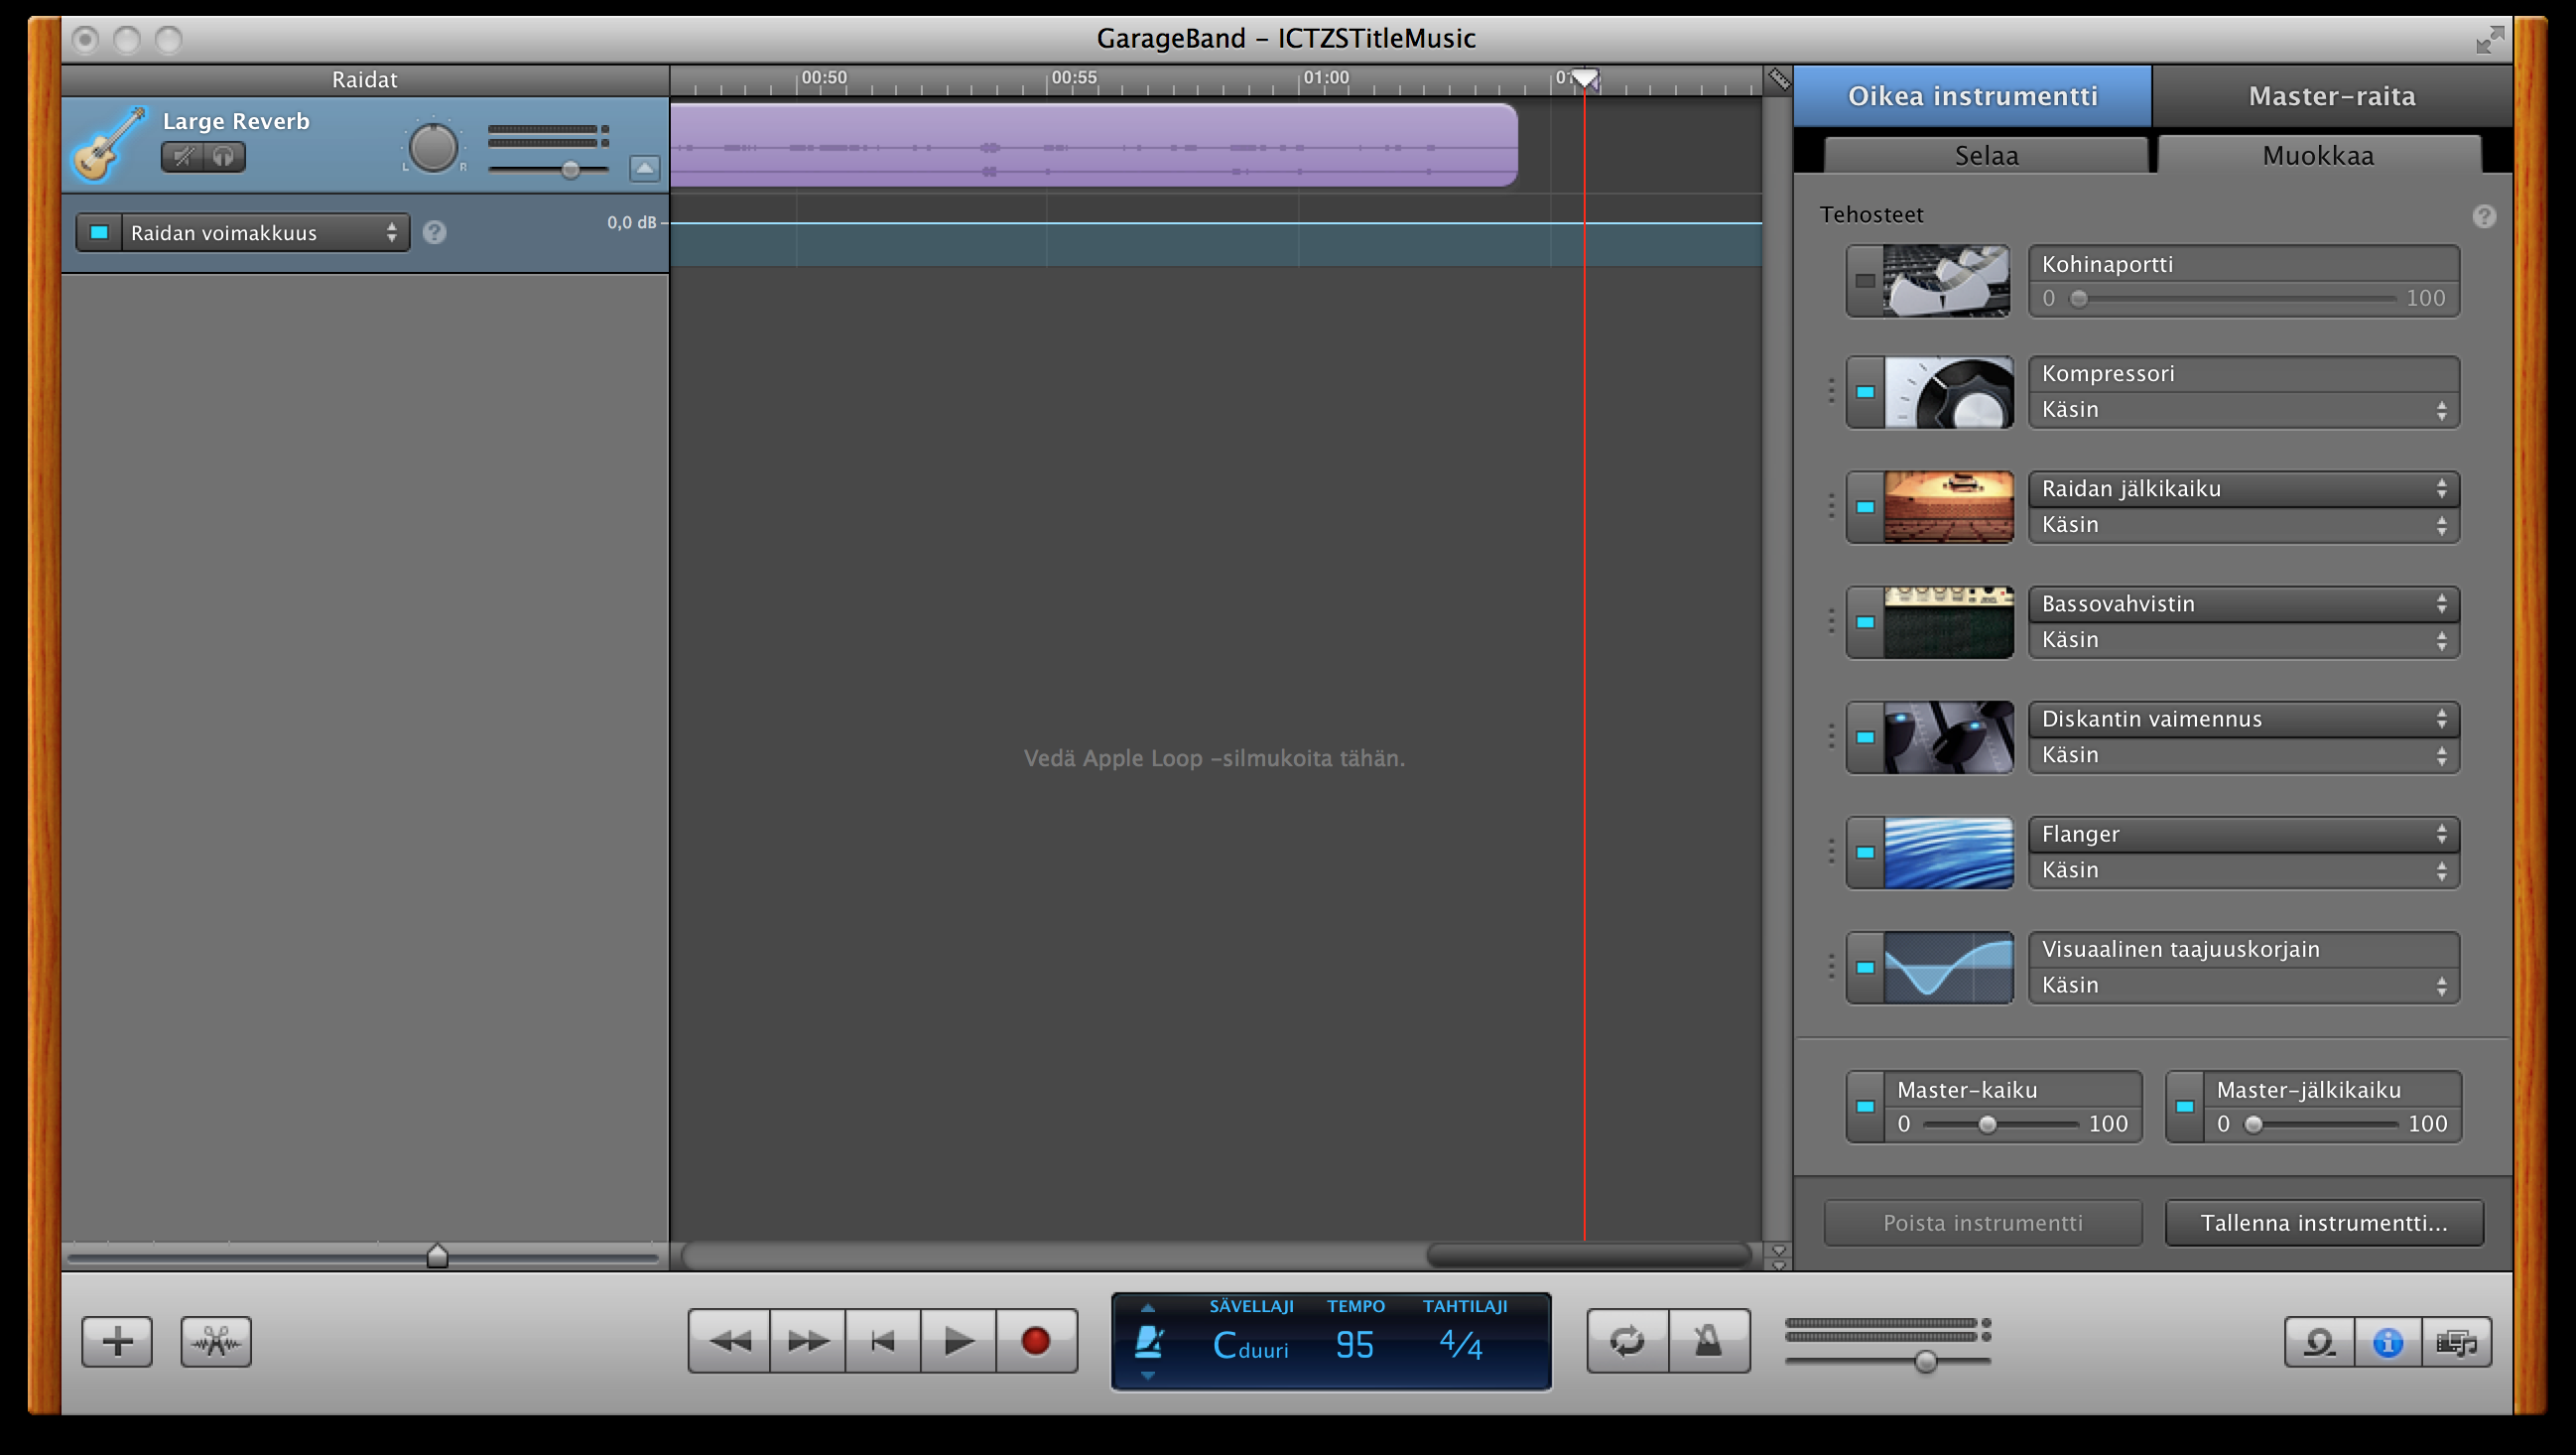 GarageBand – ICTZSTitleMusic
Raidat
00:50
00:55
01:00
Large Reverb
L
R
Raidan voimakkuus
?
0,0 dB
Vedä Apple Loop –silmukoita tähän.
Oikea instrumentti
Master–raita
Selaa
Muokkaa
Tehosteet
?
Kohinaportti
0
100
Kompressori
Käsin
Raidan jälkikaiku
Käsin
Bassovahvistin
Käsin
Diskantin vaimennus
Käsin
Flanger
Käsin
Visuaalinen taajuuskorjain
Käsin
Master–kaiku
0
100
Master–jälkikaiku
0
100
Poista instrumentti
Tallenna instrumentti...
SÄVELLAJI
TEMPO
TAHTILAJI
C duuri
95
4/4